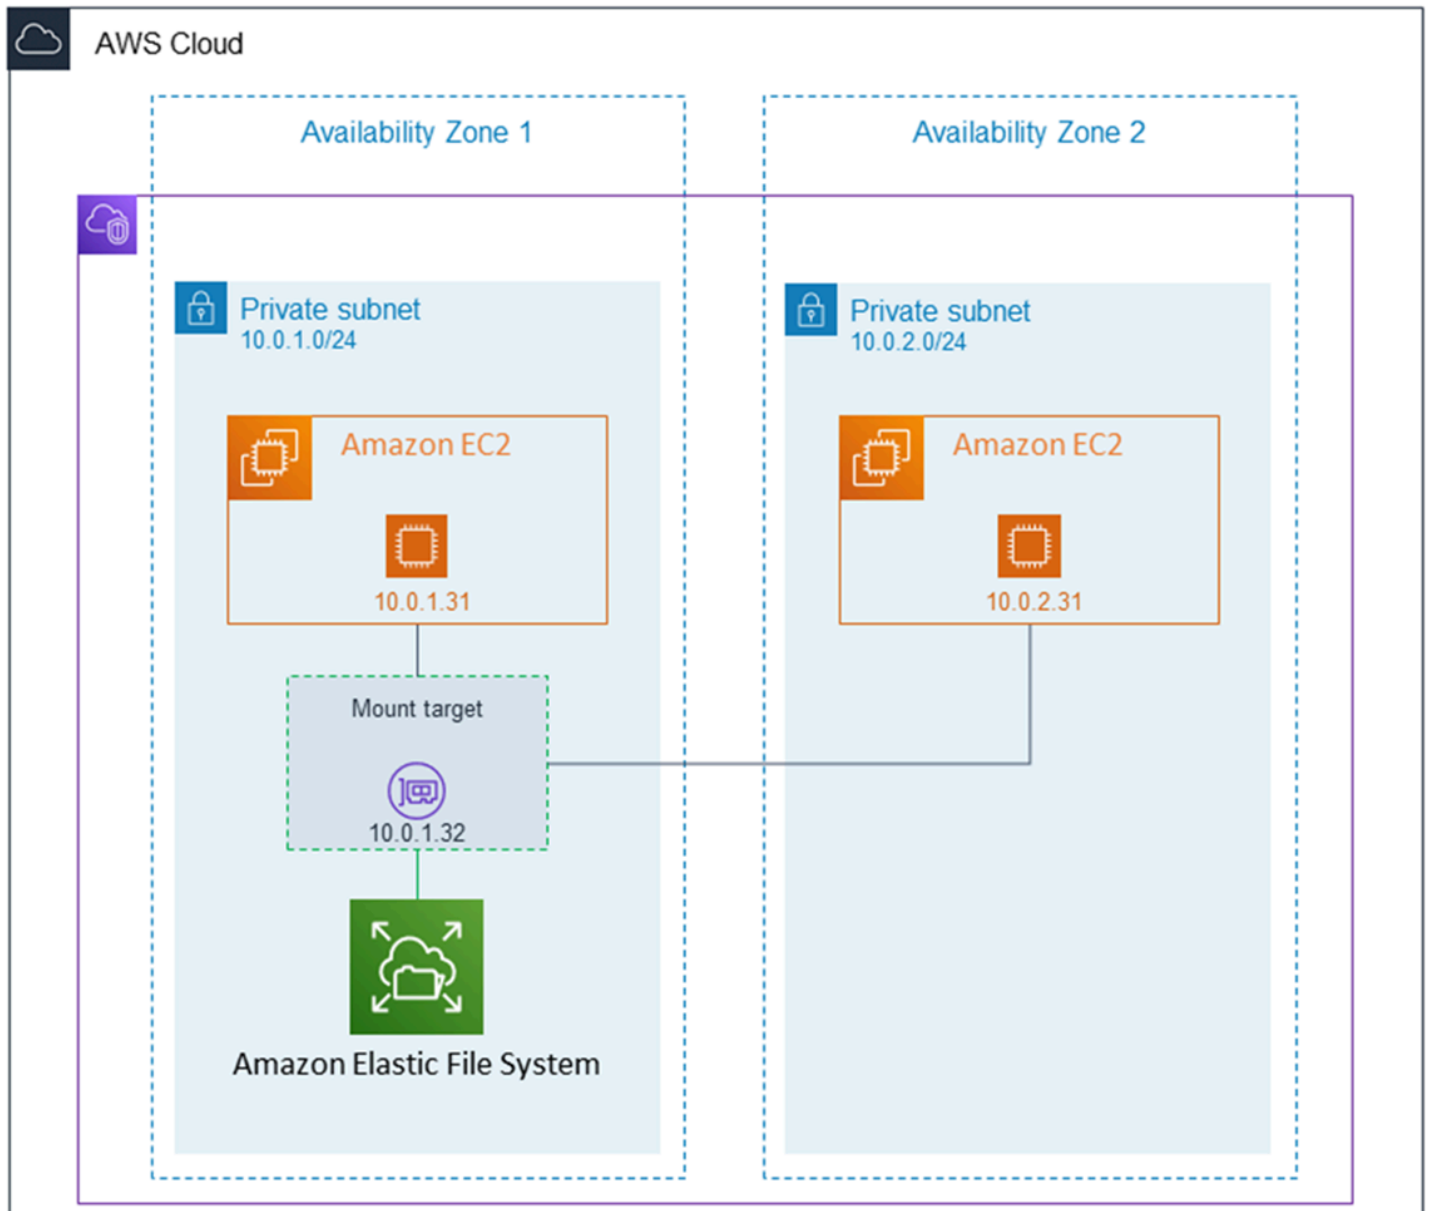 AWS Cloud
Availability Zone 1
Availability Zone 2
Private subnet
10.0.1.0/24
Private subnet
10.0.2.0/24
Amazon EC2
10.0.1.31
Amazon EC2
10.0.2.31
Mount target
10.0.1.32
Amazon Elastic File System